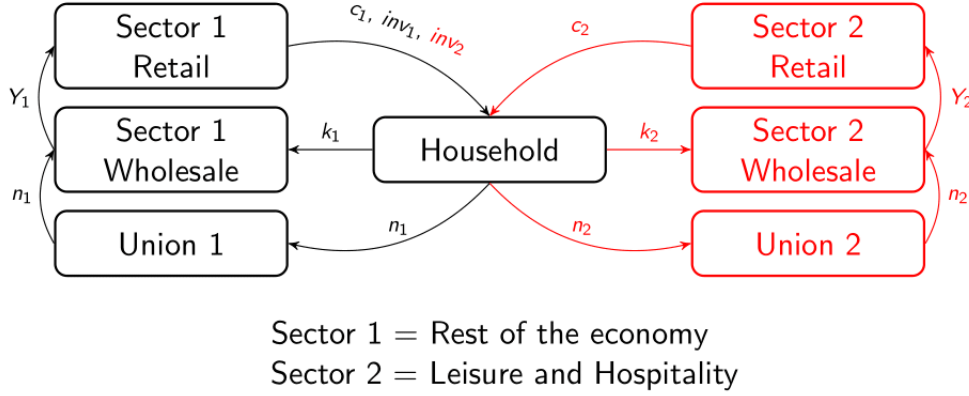 c₁, inv₁, inv₂
c₂
Sector 1
Retail
Sector 2
Retail
Y₁
Y₂
Sector 1
Wholesale
k₁
Household
k₂
Sector 2
Wholesale
n₁
n₂
Union 1
n₁
n₂
Union 2
Sector 1 = Rest of the economy
Sector 2 = Leisure and Hospitality